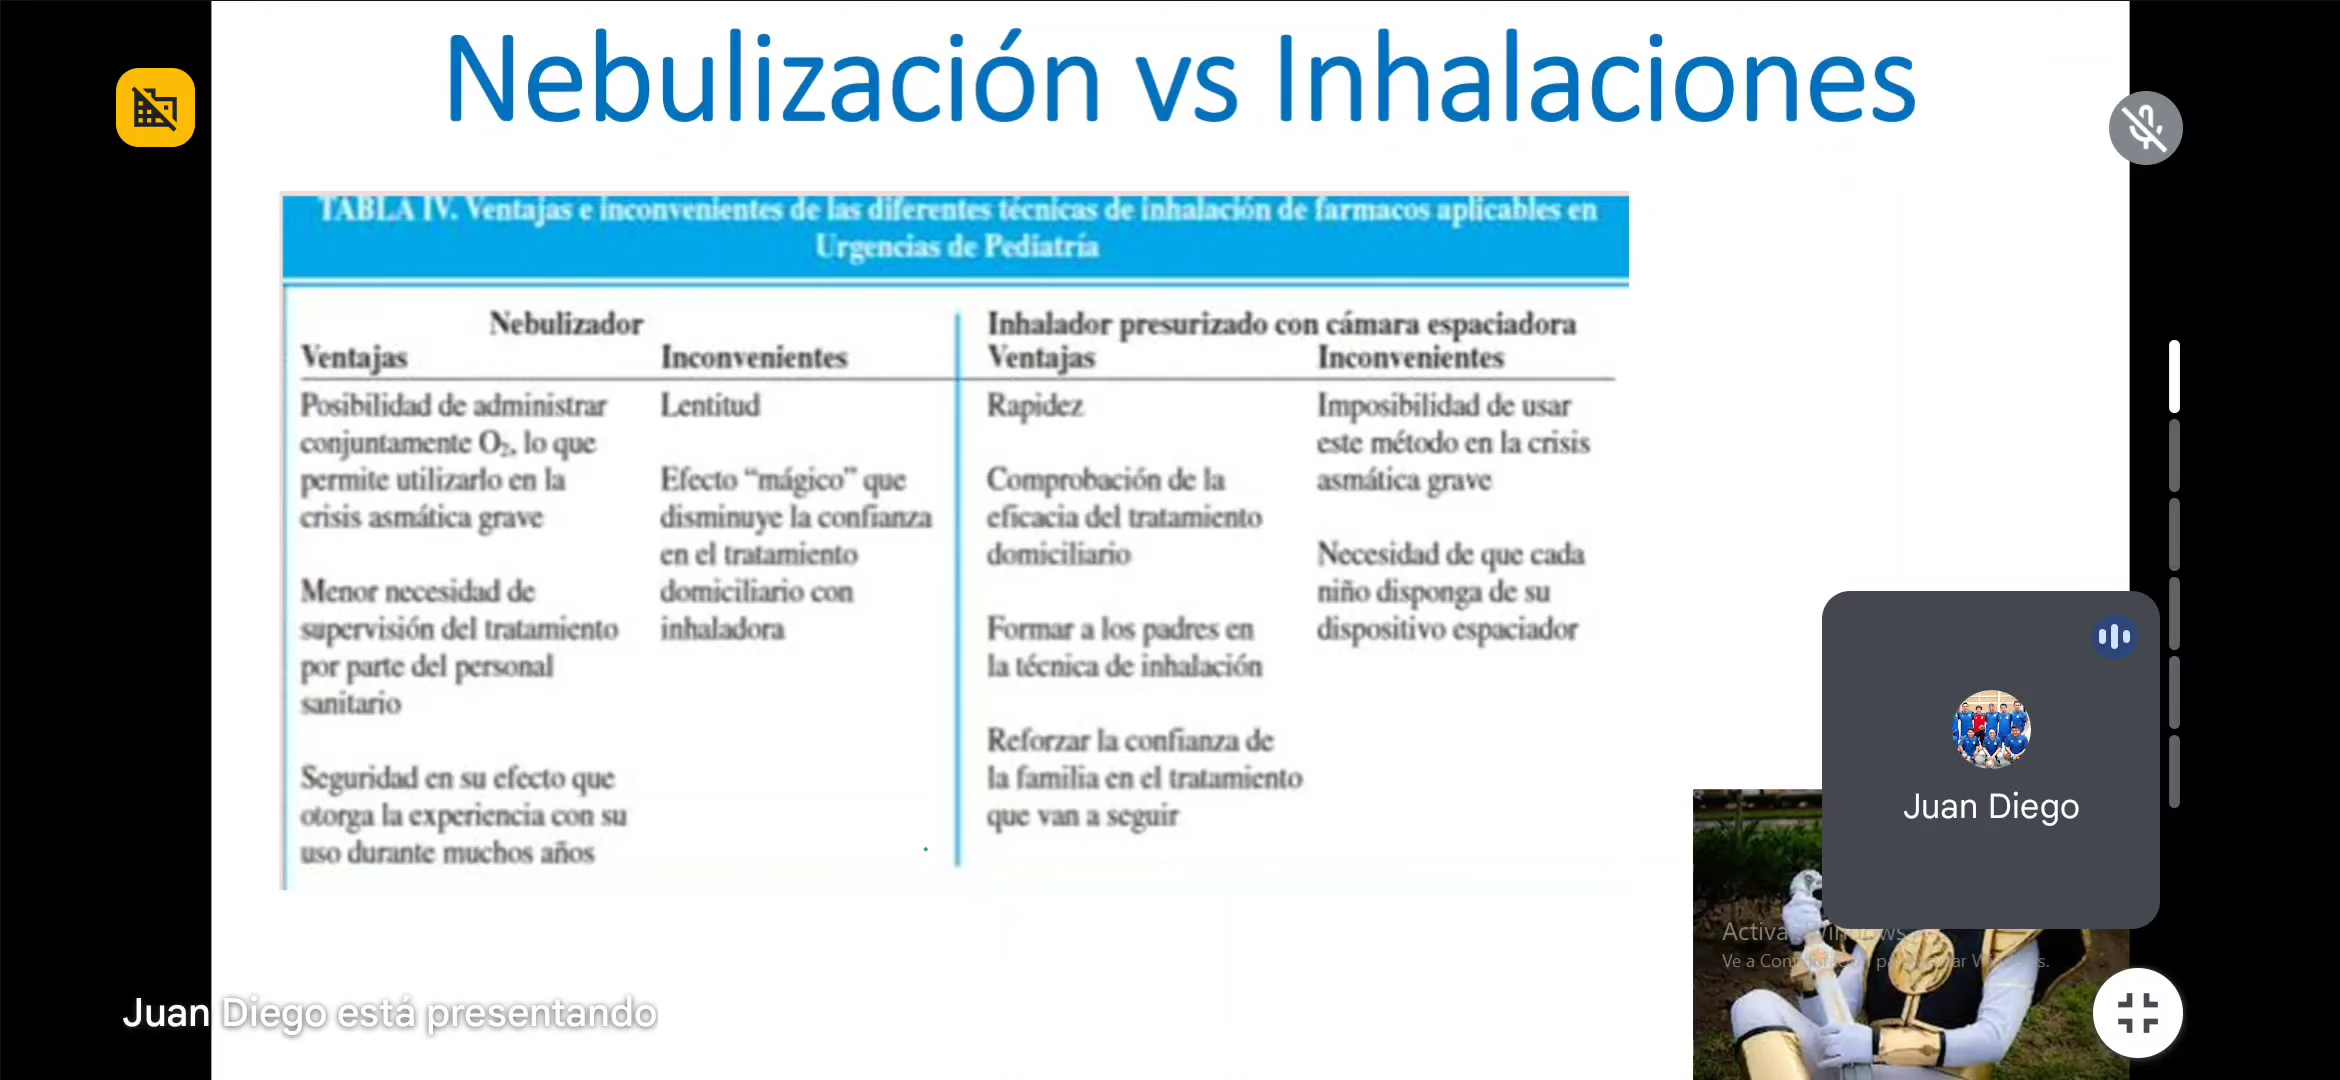 Nebulización vs Inhalaciones
TABLA IV. Ventajas e inconvenientes de las diferentes técnicas de inhalación de farmacos aplicables en
Urgencias de Pediatría
Nebulizador
Ventajas
Inconvenientes
Posibilidad de administrar
conjuntamente O₂, lo que
permite utilizarlo en la
crisis asmática grave
Menor necesidad de
supervisión del tratamiento
por parte del personal
sanitario
Seguridad en su efecto que
otorga la experiencia con su
uso durante muchos años
Lentitud
Efecto “mágico” que
disminuye la confianza
en el tratamiento
domiciliario con
inhaladora
Inhalador presurizado con cámara espaciadora
Ventajas
Inconvenientes
Rapidez
Comprobación de la
eficacia del tratamiento
domiciliario
Formar a los padres en
la técnica de inhalación
Reforzar la confianza de
la familia en el tratamiento
que van a seguir
Imposibilidad de usar
este método en la crisis
asmática grave
Necesidad de que cada
niño disponga de su
dispositivo espaciador
Juan Diego
Ve a
Juan Diego está presentando